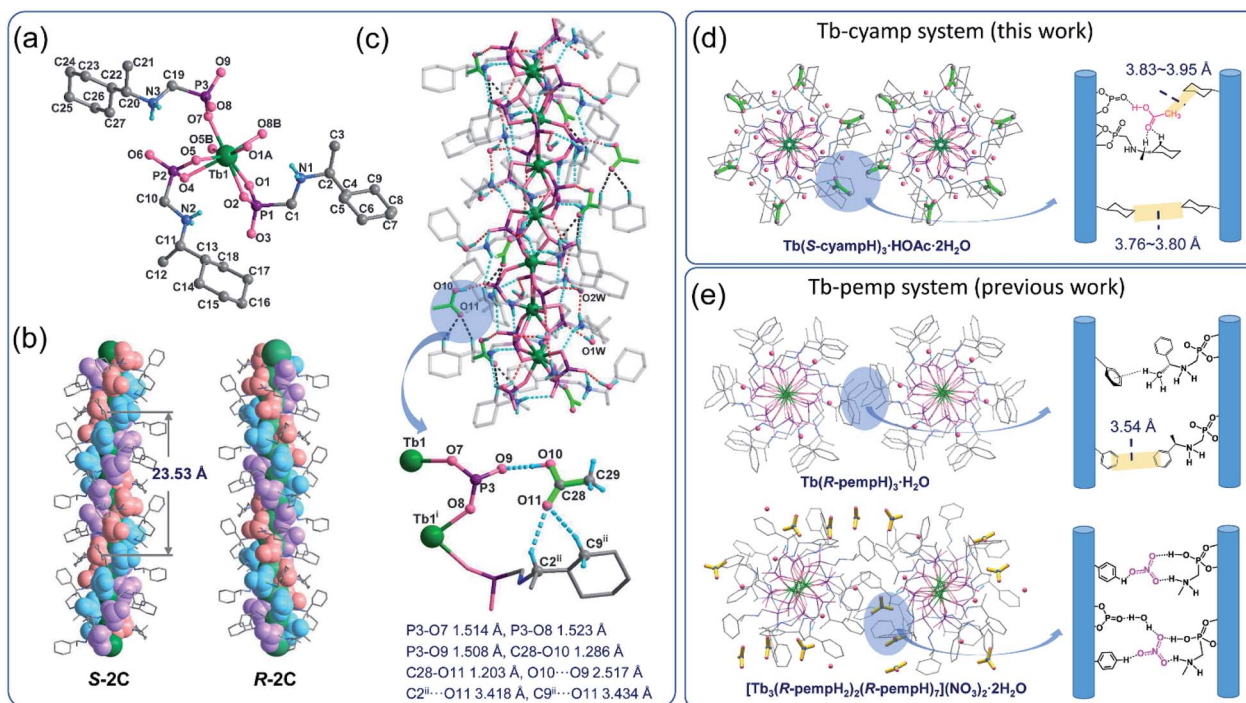 (a)
C24
C23
C21
C22
C19
O9
P3
N3
C26
C20
C25
C27
O8
O7
O8B
O5B
O5
O1A
O6
P2
O4
Tb1
C10
O1
O2
P1
N2
O3
C1
C3
N1
C2
C4
C9
C5
C6
C8
C7
C11
C13
C12
C18
C14
C17
C15
C16
(b)
23.53 Å
S-2C
R-2C
(c)
O10
O11
O2W
O1W
Tb1
O7
O9
O10
P3
C29
O8
O11
C28
Tb1ⁱ
C2ⁱⁱ
C9ⁱⁱ
P3-O7 1.514 Å, P3-O8 1.523 Å
P3-O9 1.508 Å, C28-O10 1.286 Å
C28-O11 1.203 Å, O10···O9 2.517 Å
C2ⁱⁱ···O11 3.418 Å, C9ⁱⁱ···O11 3.434 Å
(d)
Tb-cyamp system (this work)
Tb(S-cyampH)₃·HOAc·2H₂O
3.83~3.95 Å
CH₃
3.76~3.80 Å
(e)
Tb-pemp system (previous work)
Tb(R-pempH)₃·H₂O
3.54 Å
[Tb₃(R-pempH₂)₂(R-pempH)₇](NO₃)₂·2H₂O